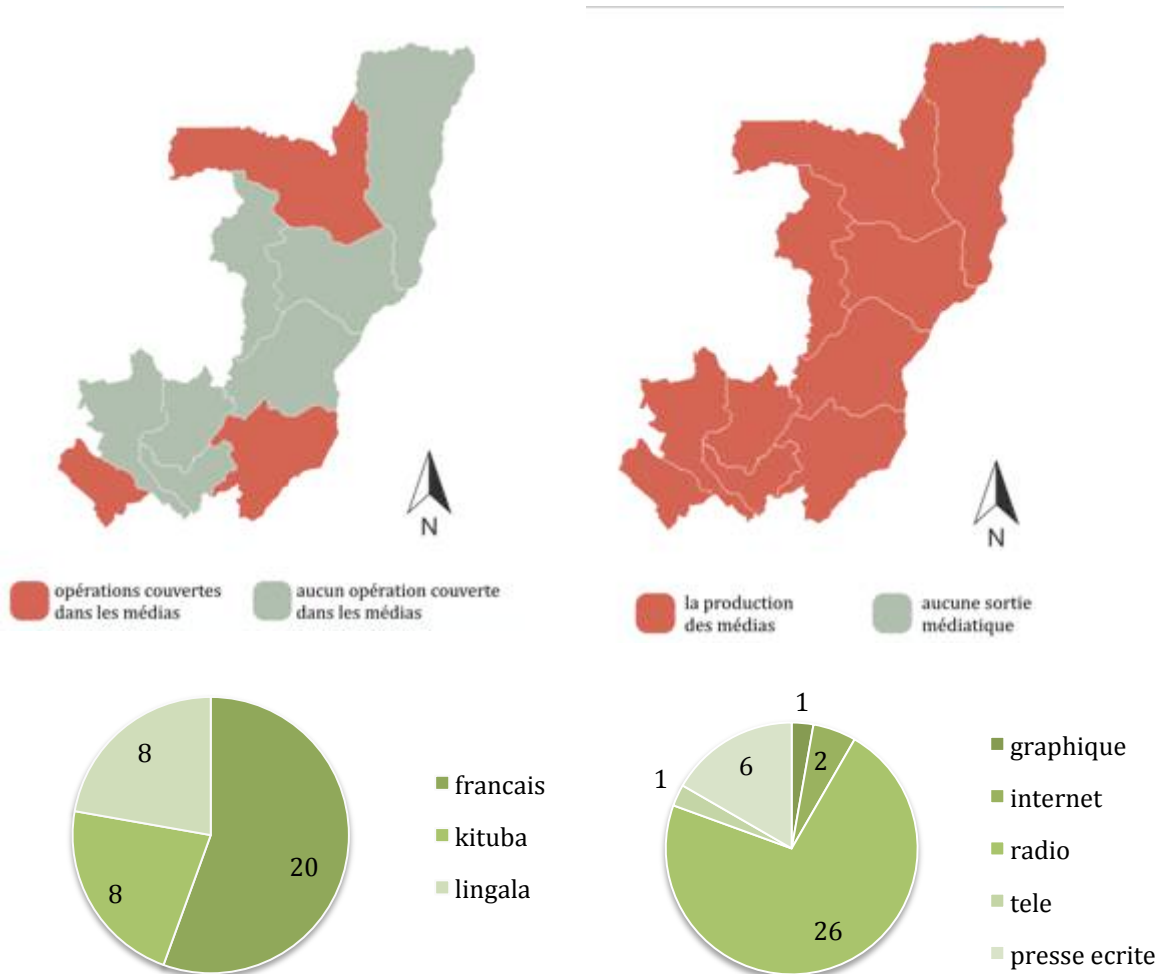 N
N
opérations couvertes
dans les médias
aucun opération couverte
dans les médias
la production
des médias
aucune sortie
médiatique
8
20
8
francais
kituba
lingala
1
2
6
1
26
graphique
internet
radio
tele
presse ecrite